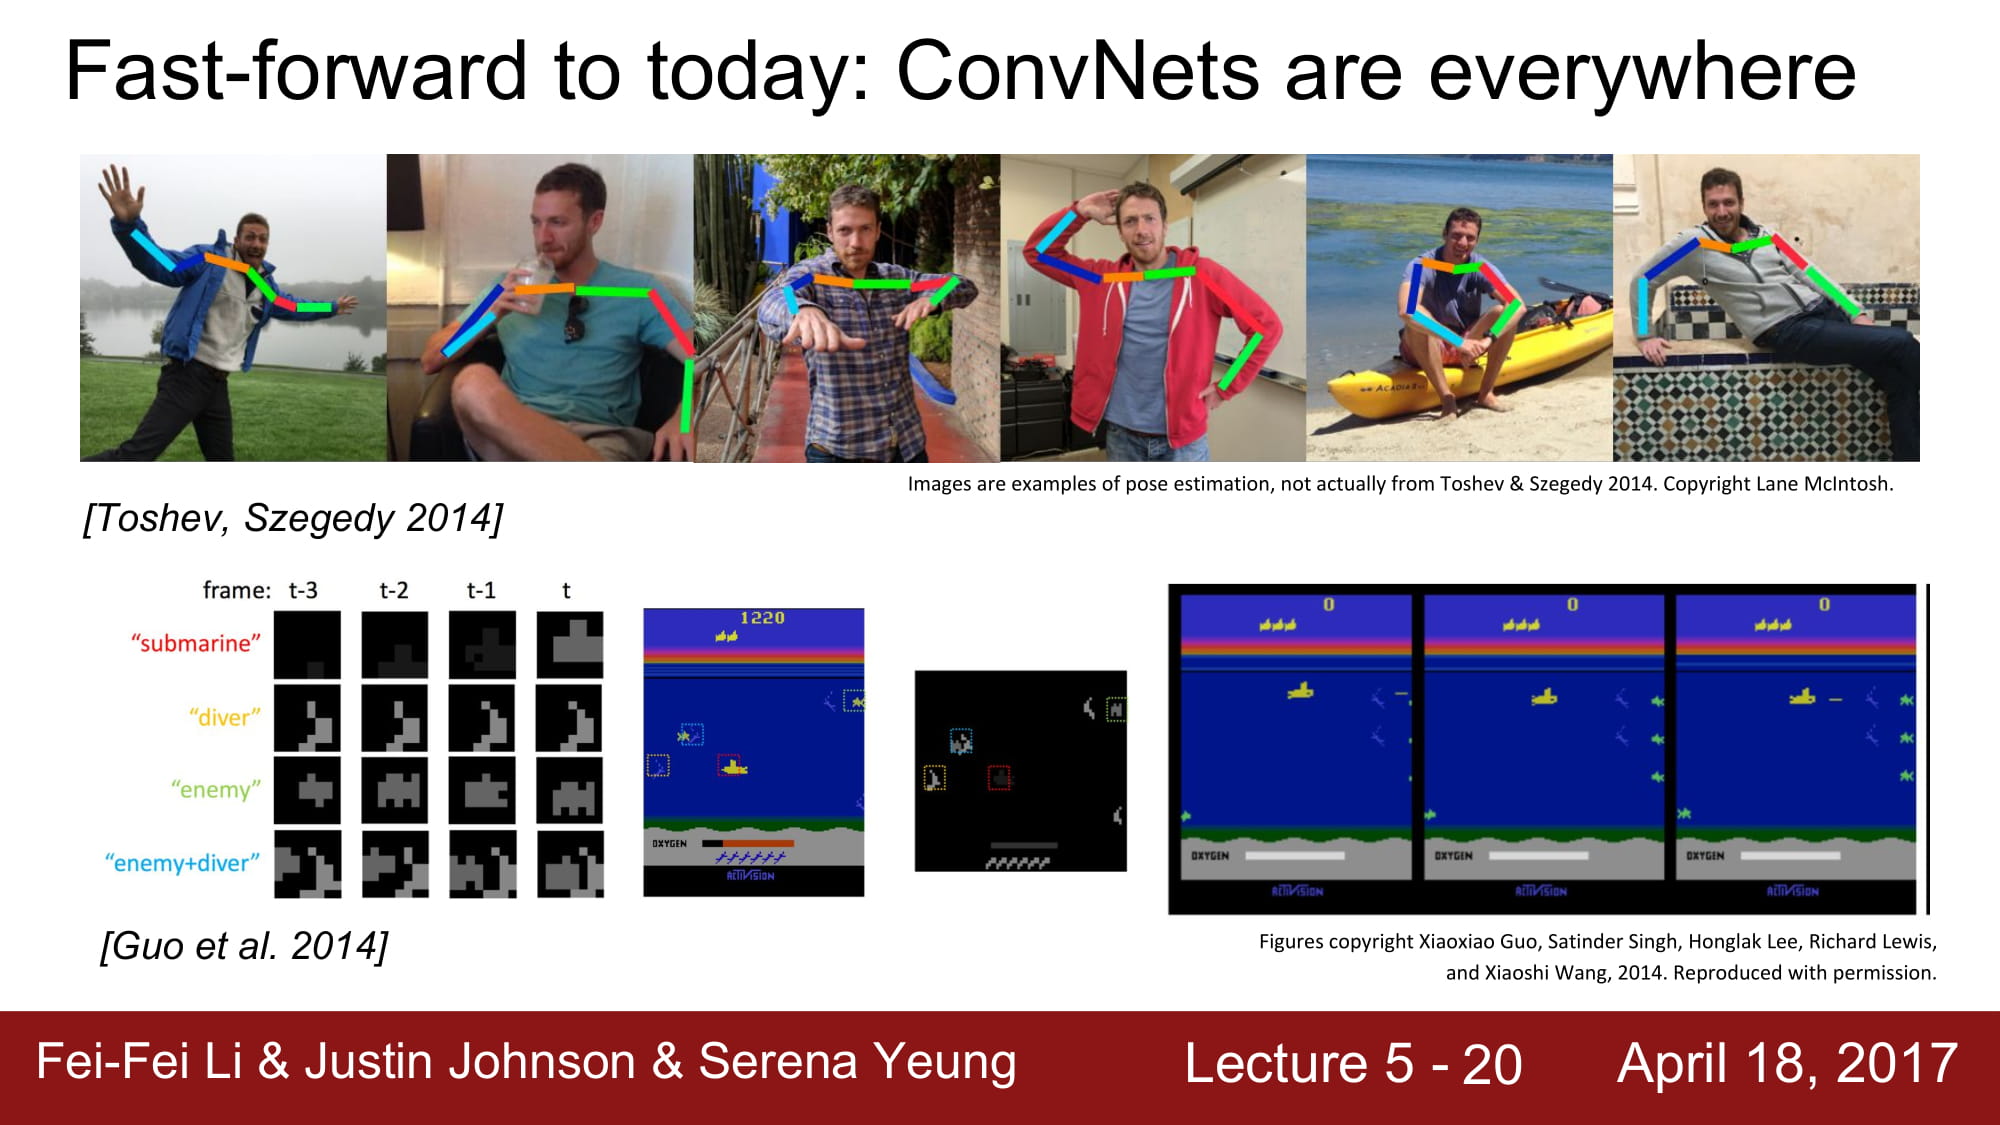 Fast-forward to today: ConvNets are everywhere
ACADIA
Images are examples of pose estimation, not actually from Toshev & Szegedy 2014. Copyright Lane McIntosh.
[Toshev, Szegedy 2014]
frame: t-3 t-2 t-1 t
“submarine”
“diver”
“enemy”
“enemy+diver”
1220
OXYGEN
ACTIVISION
0 0 0
OXYGEN OXYGEN OXYGEN
ACTIVISION ACTIVISION ACTIVISION
[Guo et al. 2014]
Figures copyright Xiaoxiao Guo, Satinder Singh, Honglak Lee, Richard Lewis,
and Xiaoshi Wang, 2014. Reproduced with permission.
Fei-Fei Li & Justin Johnson & Serena Yeung Lecture 5 - 20 April 18, 2017